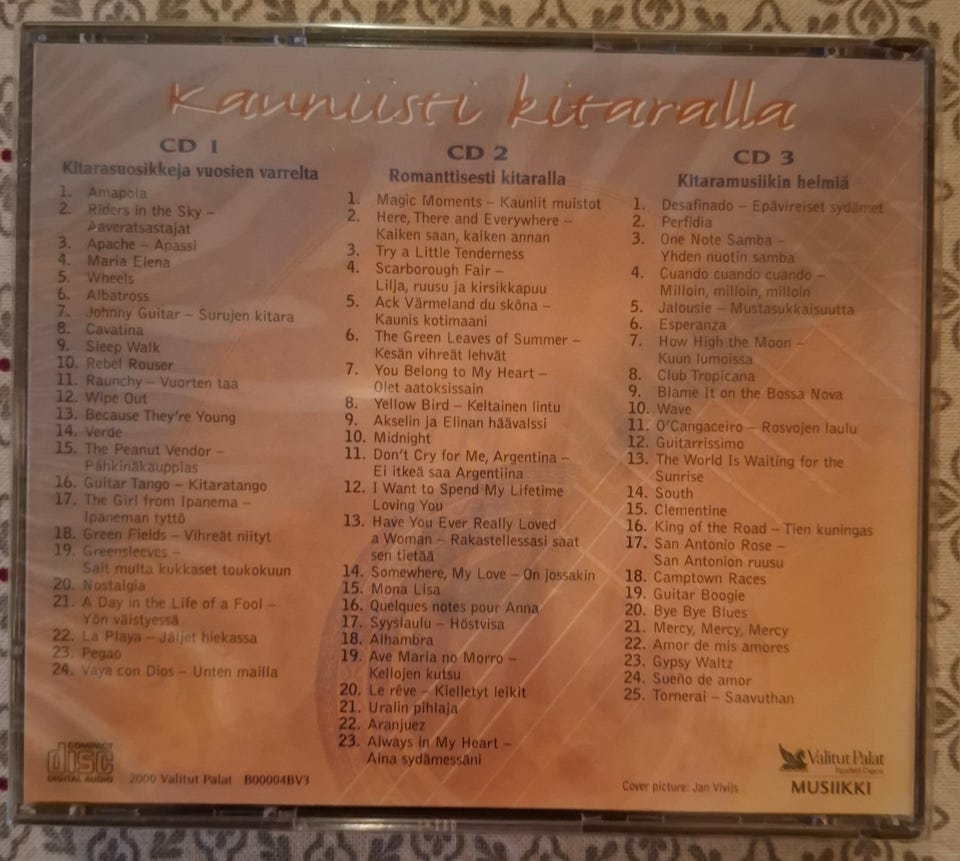 Kauniisti kitaralla
CD 1
Kitarasuosikkeja vuosien varrelta
1. Amapola
2. Riders in the Sky –
Aaveratsastajat
3. Apache – Apassi
4. Maria Elena
5. Wheels
6. Albatross
7. Johnny Guitar – Surujen kitara
8. Cavatina
9. Sleep Walk
10. Rebel Rouser
11. Raunchy – Vuorten taa
12. Wipe Out
13. Because They're Young
14. Verde
15. The Peanut Vendor –
Pähkinäkauppias
16. Guitar Tango – Kitaratango
17. The Girl from Ipanema –
Ipaneman tyttö
18. Green Fields – Vihreät niityt
19. Greensleeves –
Sait multa kukkaset toukokuun
20. Nostalgia
21. A Day in the Life of a Fool –
Yön väistyessä
22. La Playa – Jäljet hiekassa
23. Pegao
24. Vaya con Dios – Unten mailla
CD 2
Romanttisesti kitaralla
1. Magic Moments – Kauniit muistot
2. Here, There and Everywhere –
Kaiken saan, kaiken annan
3. Try a Little Tenderness
4. Scarborough Fair –
Lilja, ruusu ja kirsikkapuu
5. Ack Värmeland du sköna –
Kaunis kotimaani
6. The Green Leaves of Summer –
Kesän vihreät lehvät
7. You Belong to My Heart –
Olet aatoksissain
8. Yellow Bird – Keltainen lintu
9. Akselin ja Elinan häävalssi
10. Midnight
11. Don't Cry for Me, Argentina –
Ei itkeä saa Argentiina
12. I Want to Spend My Lifetime
Loving You
13. Have You Ever Really Loved
a Woman – Rakastellessasi saat
sen tietää
14. Somewhere, My Love – On jossakin
15. Mona Lisa
16. Quelques notes pour Anna
17. Syyslaulu – Höstvisa
18. Alhambra
19. Ave Maria no Morro –
Kellojen kutsu
20. Le rêve – Kielletyt leikit
21. Uralin pihlaja
22. Aranjuez
23. Always in My Heart –
Aina sydämessäni
CD 3
Kitaramusiikin helmiä
1. Desafinado – Epävireiset sydämet
2. Perfidia
3. One Note Samba –
Yhden nuotin samba
4. Cuando cuando cuando –
Milloin, milloin, milloin
5. Jalousie – Mustasukkaisuutta
6. Esperanza
7. How High the Moon –
Kuun lumoissa
8. Club Tropicana
9. Blame It on the Bossa Nova
10. Wave
11. O'Cangaceiro – Rosvojen laulu
12. Guitarrissimo
13. The World Is Waiting for the
Sunrise
14. South
15. Clementine
16. King of the Road – Tien kuningas
17. San Antonio Rose –
San Antonion ruusu
18. Camptown Races
19. Guitar Boogie
20. Bye Bye Blues
21. Mercy, Mercy, Mercy
22. Amor de mis amores
23. Gypsy Waltz
24. Sueño de amor
25. Tornerai – Saavuthan
COMPACT
disc
DIGITAL AUDIO
2000 Valitut Palat B00004BV3
Cover picture: Jan Vivijs
Valitut Palat
Reader's Digest
MUSIIKKI